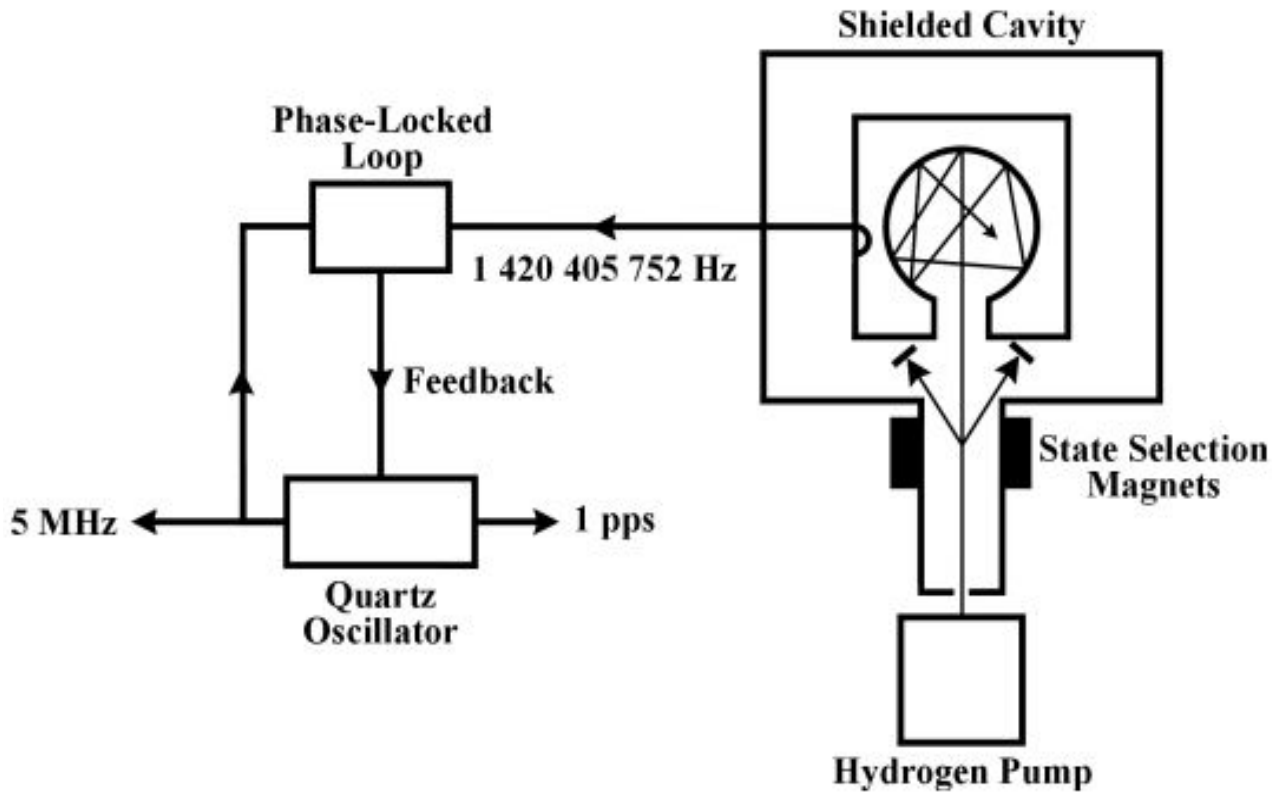 Shielded Cavity
Phase-Locked
Loop
1 420 405 752 Hz
Feedback
State Selection
Magnets
5 MHz
1 pps
Quartz
Oscillator
Hydrogen Pump